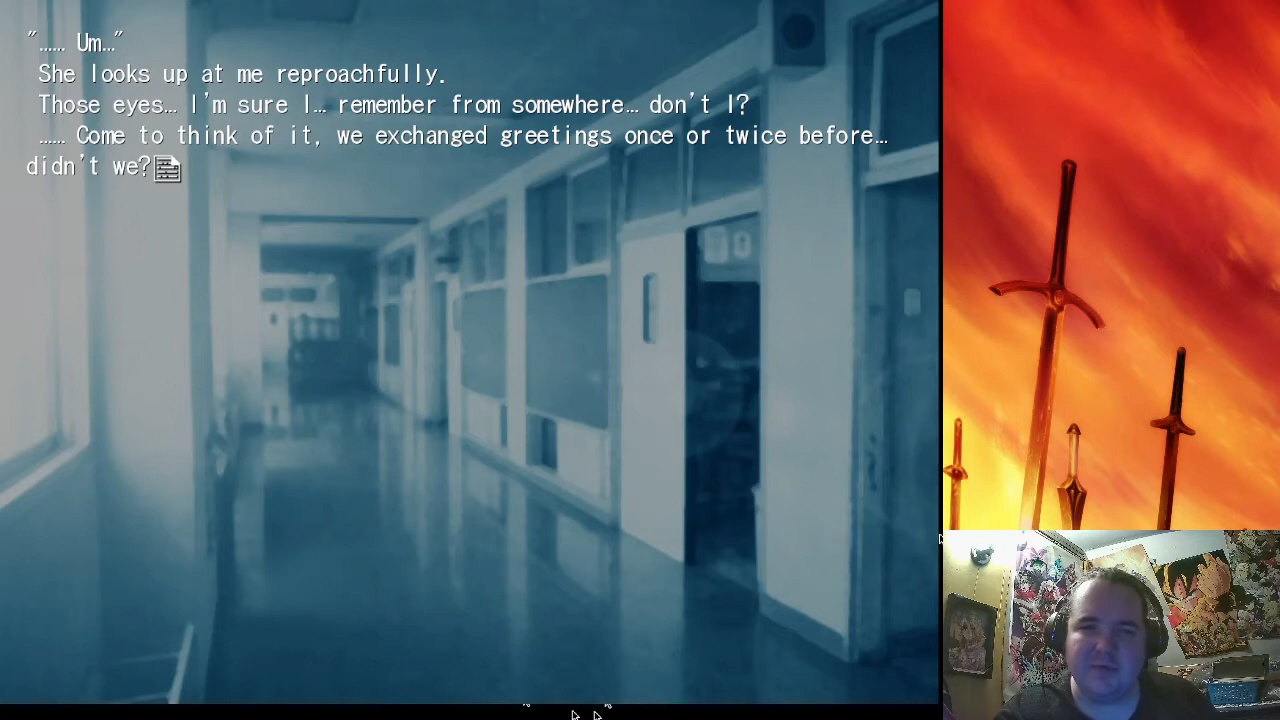 "…… Um…"
She looks up at me reproachfully.
Those eyes… I'm sure I… remember from somewhere… don't I?
…… Come to think of it, we exchanged greetings once or twice before…
didn't we?